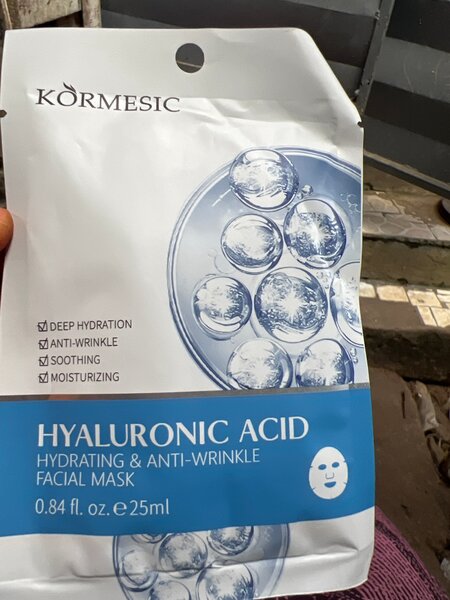 KORMESIC
☑ DEEP HYDRATION
☑ ANTI-WRINKLE
☑ SOOTHING
☑ MOISTURIZING
HYALURONIC ACID
HYDRATING & ANTI-WRINKLE
FACIAL MASK
0.84 fl. oz. ℮25ml